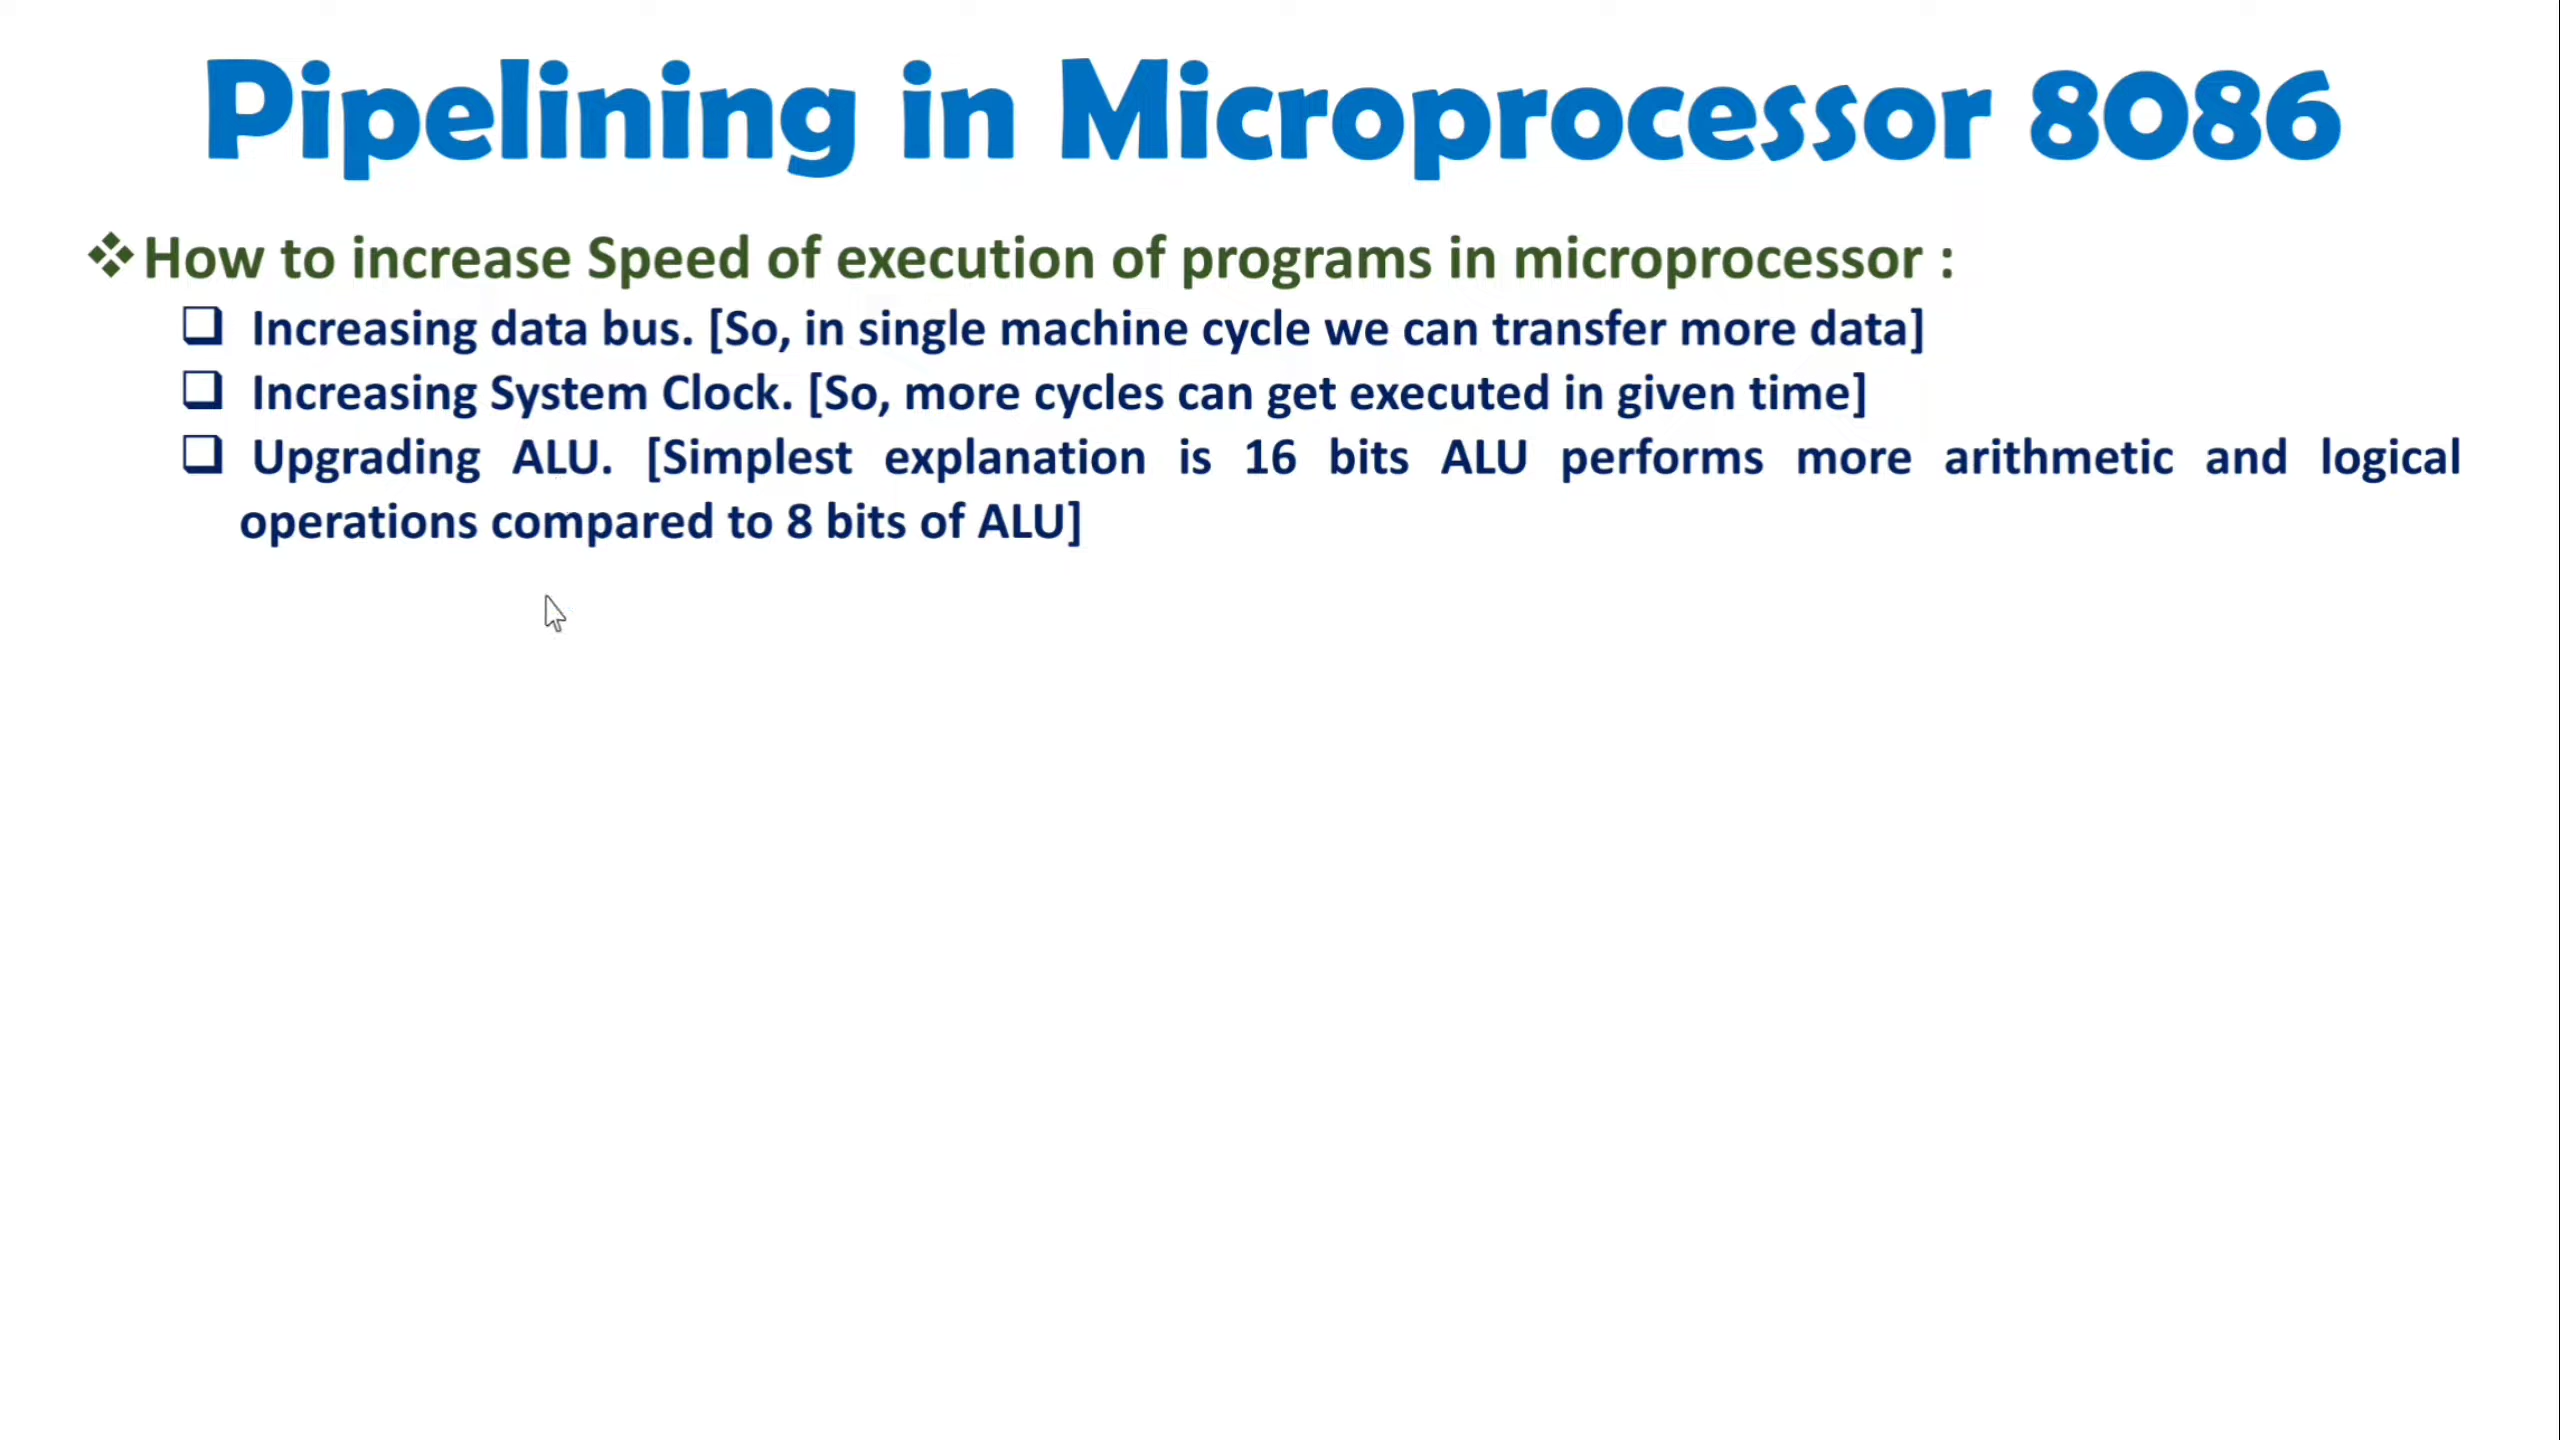 Pipelining in Microprocessor 8086
How to increase Speed of execution of programs in microprocessor :
Increasing data bus. [So, in single machine cycle we can transfer more data]
Increasing System Clock. [So, more cycles can get executed in given time]
Upgrading ALU. [Simplest explanation is 16 bits ALU performs more arithmetic and logical
operations compared to 8 bits of ALU]